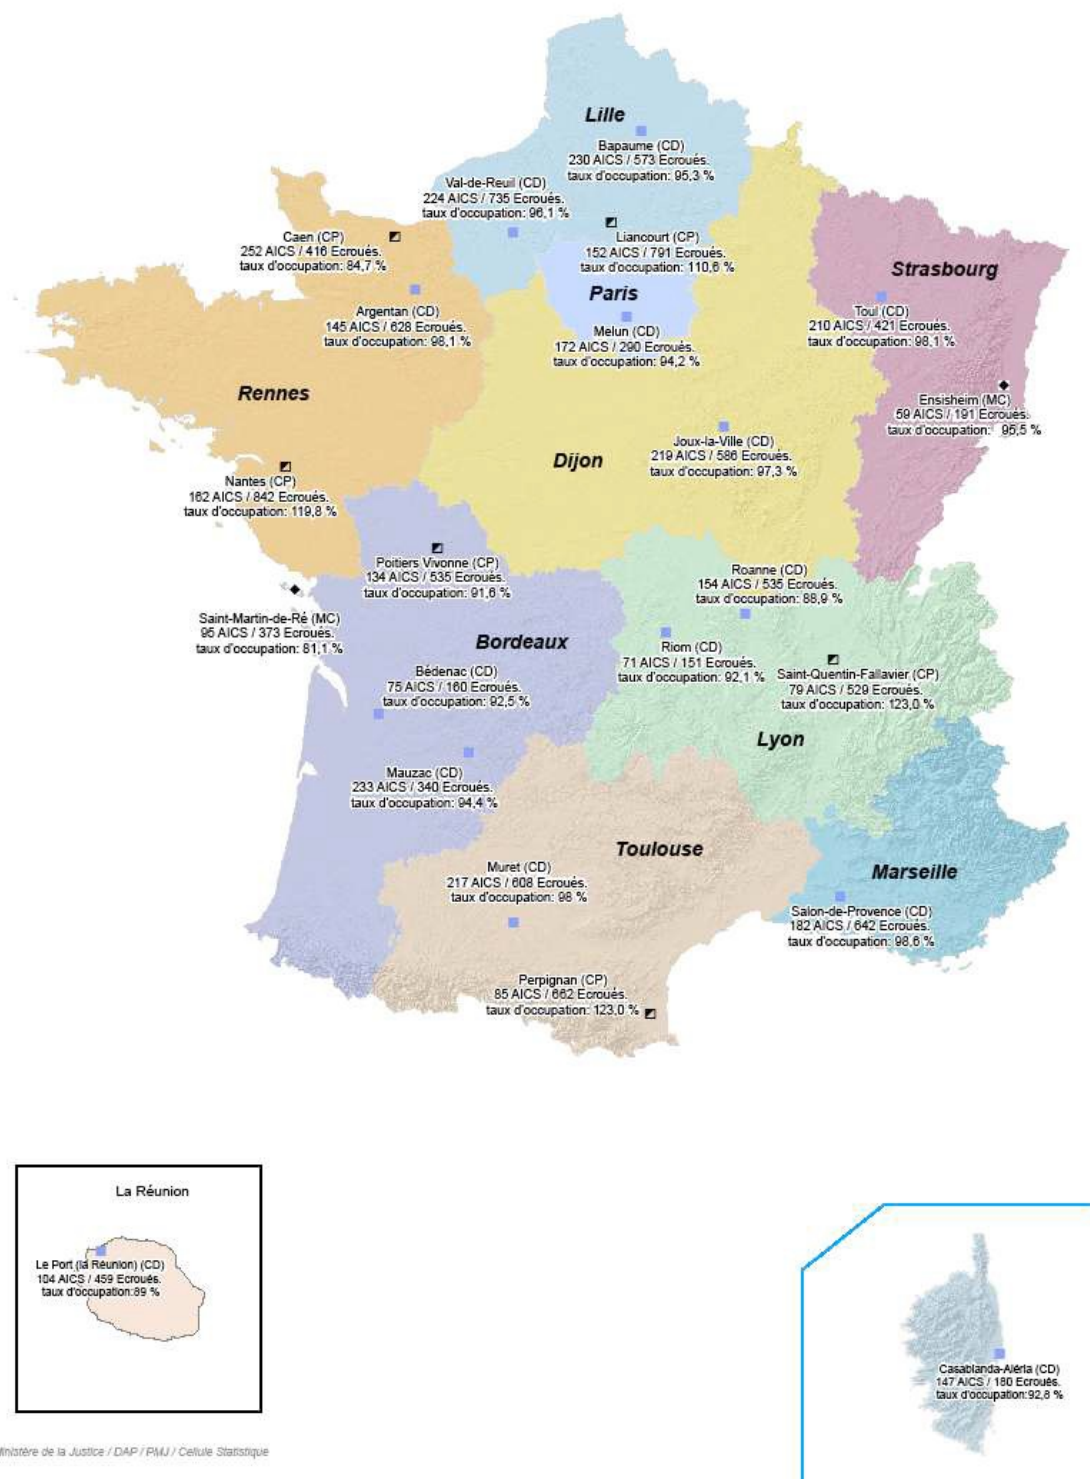 Lille
Bapaume (CD)
230 AICS / 573 Ecroués.
taux d'occupation: 95,3 %
Val-de-Reuil (CD)
224 AICS / 735 Ecroués.
taux d'occupation: 96,1 %
Liancourt (CP)
152 AICS / 791 Ecroués.
taux d'occupation: 110,6 %
Caen (CP)
252 AICS / 416 Ecroués.
taux d'occupation: 84,7 %
Strasbourg
Paris
Argentan (CD)
145 AICS / 628 Ecroués.
taux d'occupation: 98,1 %
Toul (CD)
210 AICS / 421 Ecroués.
taux d'occupation: 98,1 %
Melun (CD)
172 AICS / 290 Ecroués.
taux d'occupation: 94,2 %
Rennes
Ensisheim (MC)
59 AICS / 191 Ecroués.
taux d'occupation: 95,5 %
Joux-la-Ville (CD)
219 AICS / 586 Ecroués.
taux d'occupation: 97,3 %
Dijon
Nantes (CP)
162 AICS / 842 Ecroués.
taux d'occupation: 119,8 %
Poitiers Vivonne (CP)
134 AICS / 535 Ecroués.
taux d'occupation: 91,6 %
Roanne (CD)
154 AICS / 535 Ecroués.
taux d'occupation: 88,9 %
Saint-Martin-de-Ré (MC)
95 AICS / 373 Ecroués.
taux d'occupation: 81,1 %
Bordeaux
Riom (CD)
71 AICS / 151 Ecroués.
taux d'occupation: 92,1 %
Bédenac (CD)
75 AICS / 160 Ecroués.
taux d'occupation: 92,5 %
Saint-Quentin-Fallavier (CP)
79 AICS / 529 Ecroués.
taux d'occupation: 123,0 %
Lyon
Mauzac (CD)
233 AICS / 340 Ecroués.
taux d'occupation: 94,4 %
Toulouse
Muret (CD)
217 AICS / 608 Ecroués.
taux d'occupation: 98 %
Marseille
Salon-de-Provence (CD)
182 AICS / 642 Ecroués.
taux d'occupation: 98,6 %
Perpignan (CP)
85 AICS / 662 Ecroués.
taux d'occupation: 123,0 %
La Réunion
Le Port (la Réunion) (CD)
104 AICS / 459 Ecroués.
taux d'occupation:89 %
Casablanda-Aléria (CD)
147 AICS / 180 Ecroués.
taux d'occupation:92,8 %
inistère de la Justice / DAP / PMJ / Cellule Statistique